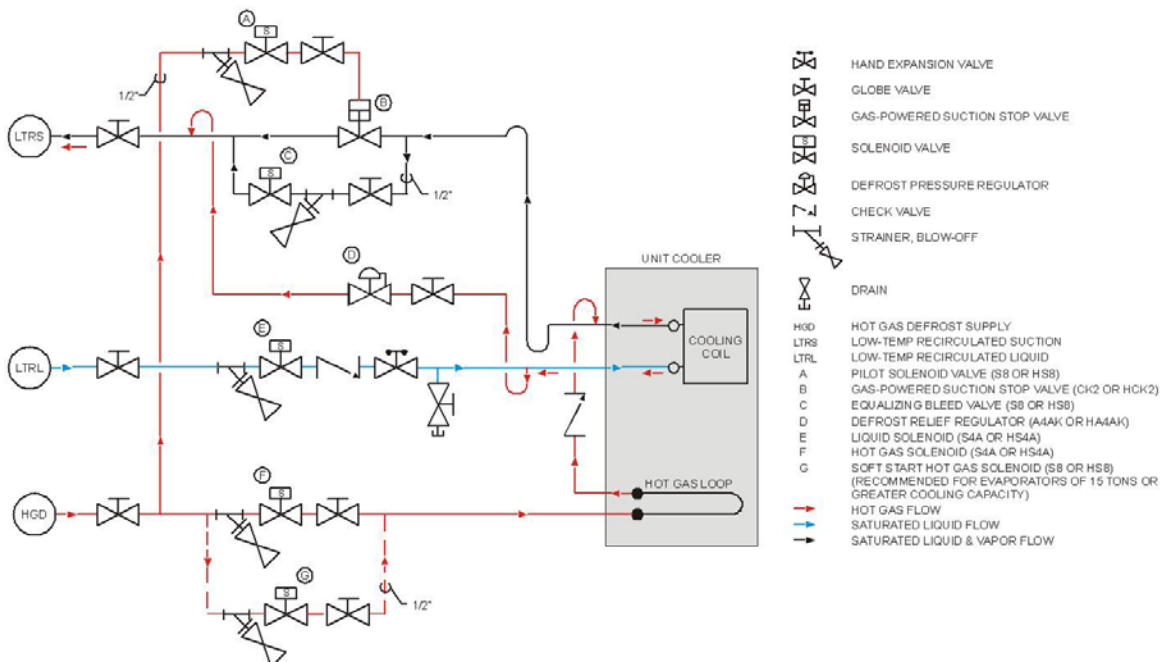 A
S
1/2"
B
LTRS
C
S
1/2"
D
UNIT COOLER
E
S
COOLING
COIL
LTRL
F
S
HOT GAS LOOP
HGD
G
S
1/2"
HAND EXPANSION VALVE
GLOBE VALVE
GAS-POWERED SUCTION STOP VALVE
S
SOLENOID VALVE
DEFROST PRESSURE REGULATOR
CHECK VALVE
STRAINER, BLOW-OFF
DRAIN
HGD HOT GAS DEFROST SUPPLY
LTRS LOW-TEMP RECIRCULATED SUCTION
LTRL LOW-TEMP RECIRCULATED LIQUID
A PILOT SOLENOID VALVE (S8 OR HS8)
B GAS-POWERED SUCTION STOP VALVE (CK2 OR HCK2)
C EQUALIZING BLEED VALVE (S8 OR HS8)
D DEFROST RELIEF REGULATOR (A4AK OR HA4AK)
E LIQUID SOLENOID (S4A OR HS4A)
F HOT GAS SOLENOID (S4A OR HS4A)
G SOFT START HOT GAS SOLENOID (S8 OR HS8)
(RECOMMENDED FOR EVAPORATORS OF 15 TONS OR
GREATER COOLING CAPACITY)
HOT GAS FLOW
SATURATED LIQUID FLOW
SATURATED LIQUID & VAPOR FLOW